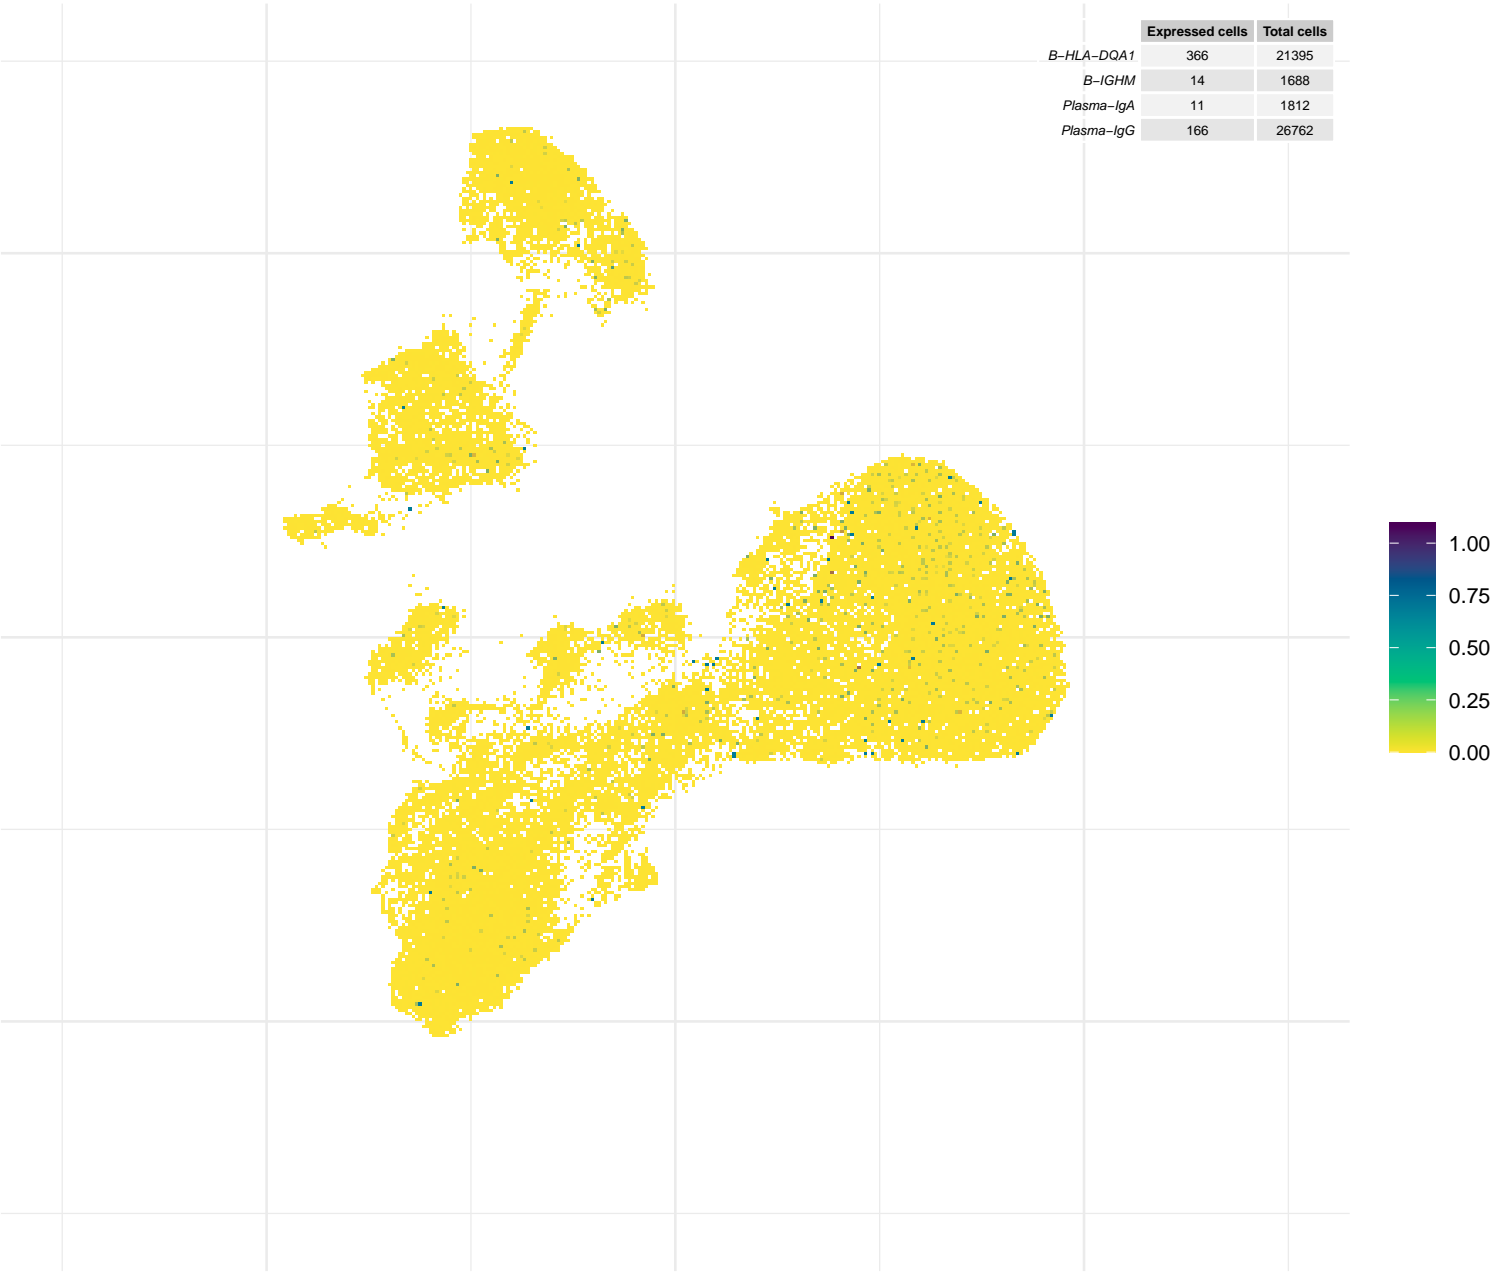 Expressed cells Total cells
B−HLA−DQA1 366 21395
B−IGHM 14 1688
Plasma−IgA 11 1812
Plasma−IgG 166 26762
1.00
0.75
0.50
0.25
0.00